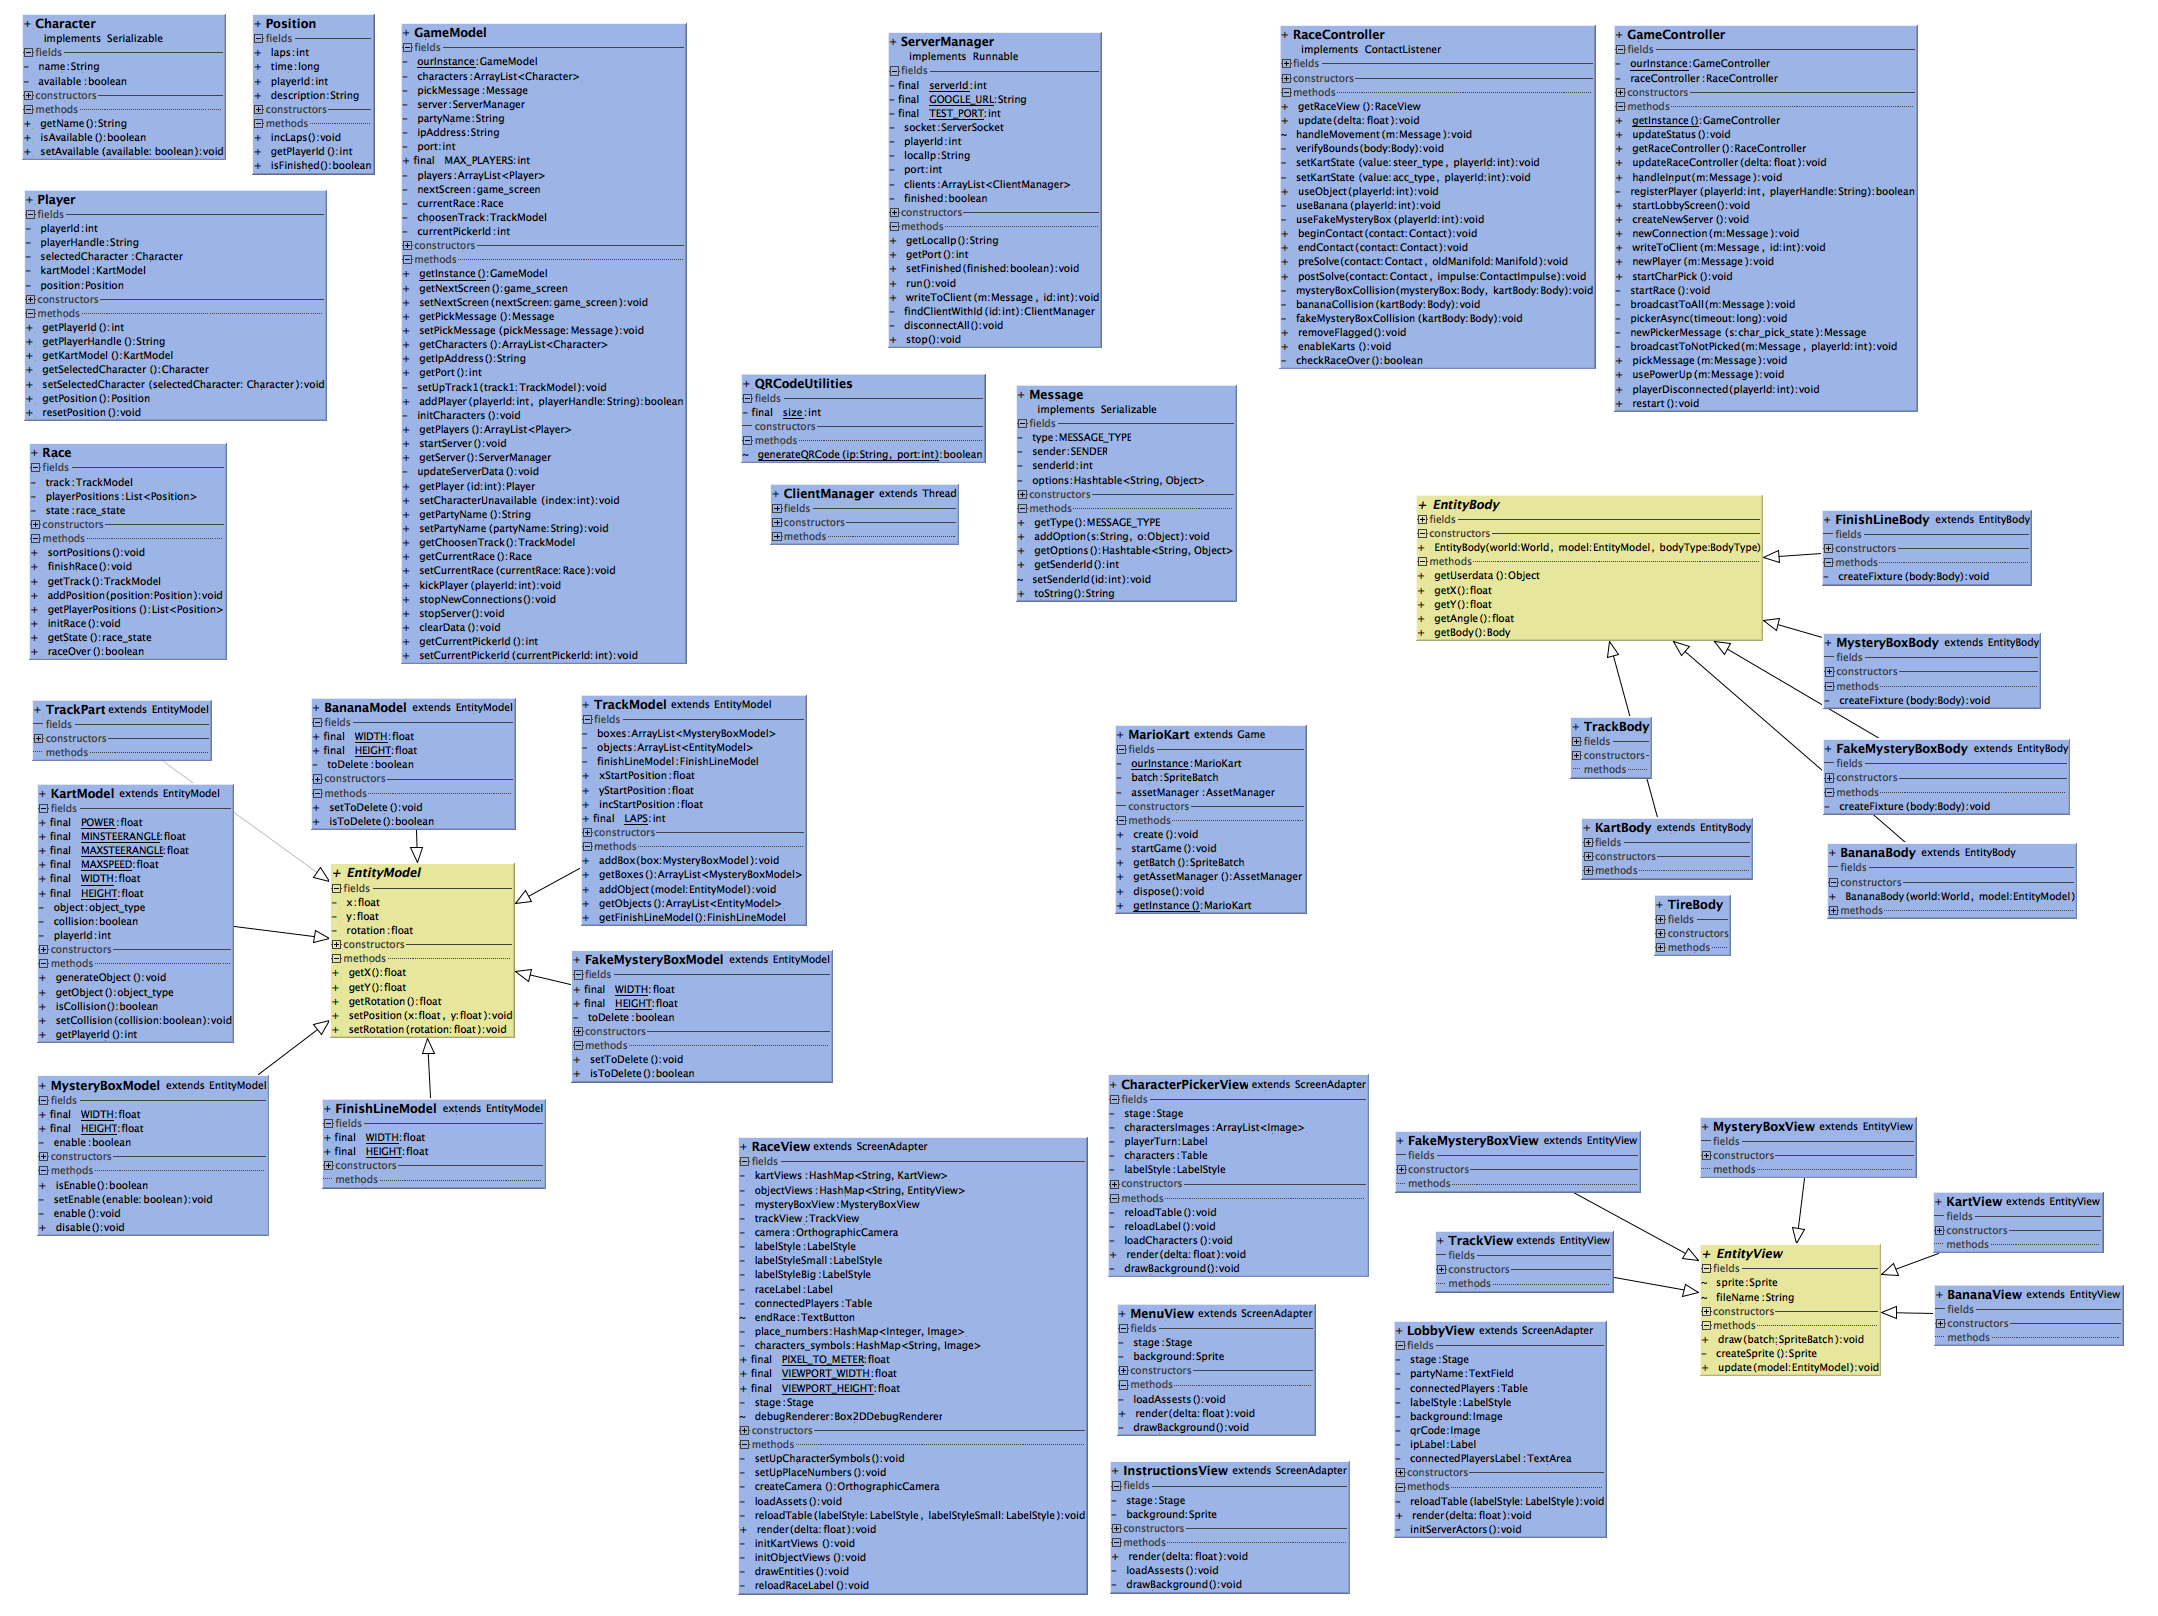 + Character
implements Serializable
fields
- name:String
- available:boolean
constructors
methods
+ getName():String
+ isAvailable():boolean
+ setAvailable(available: boolean):void
+ Position
fields
+ laps:int
+ time:long
+ playerId:int
+ description:String
constructors
methods
+ incLaps():void
+ getPlayerId():int
+ isFinished():boolean
+ Player
fields
- playerId:int
- playerHandle:String
- selectedCharacter:Character
- kartModel:KartModel
- position:Position
constructors
methods
+ getPlayerId():int
+ getPlayerHandle():String
+ getKartModel():KartModel
+ getSelectedCharacter():Character
+ setSelectedCharacter(selectedCharacter: Character):void
+ getPosition():Position
+ resetPosition():void
+ Race
fields
- track:TrackModel
- playerPositions:List<Position>
- state:race_state
constructors
methods
+ sortPositions():void
+ finishRace():void
+ getTrack():TrackModel
+ addPosition(position:Position):void
+ getPlayerPositions():List<Position>
+ initRace():void
+ getState():race_state
+ raceOver():boolean
+ GameModel
fields
- ourInstance:GameModel
- characters:ArrayList<Character>
- pickMessage:Message
- server:ServerManager
- partyName:String
- ipAddress:String
- port:int
+ final MAX_PLAYERS:int
- players:ArrayList<Player>
- nextScreen:game_screen
- currentRace:Race
- choosenTrack:TrackModel
- currentPickerId:int
constructors
methods
+ getInstance():GameModel
+ getNextScreen():game_screen
+ setNextScreen(nextScreen:game_screen):void
+ getPickMessage():Message
+ setPickMessage(pickMessage: Message):void
+ getCharacters():ArrayList<Character>
+ getIpAddress():String
+ getPort():int
- setUpTrack1(track1:TrackModel):void
+ addPlayer(playerId:int, playerHandle:String):boolean
- initCharacters():void
+ getPlayers():ArrayList<Player>
+ startServer():void
+ getServer():ServerManager
- updateServerData():void
+ getPlayer(id:int):Player
+ setCharacterUnavailable(index:int):void
+ getPartyName():String
+ setPartyName(partyName:String):void
+ getChoosenTrack():TrackModel
+ getCurrentRace():Race
+ setCurrentRace(currentRace: Race):void
+ kickPlayer(playerId:int):void
+ stopNewConnections():void
+ stopServer():void
+ clearData():void
+ getCurrentPickerId():int
+ setCurrentPickerId(currentPickerId: int):void
+ ServerManager
implements Runnable
fields
- final serverId:int
- final GOOGLE_URL:String
- final TEST_PORT:int
- socket:ServerSocket
- playerId:int
- localIp:String
- port:int
- clients:ArrayList<ClientManager>
- finished:boolean
constructors
methods
+ getLocalIp():String
+ getPort():int
+ setFinished(finished:boolean):void
+ run():void
+ writeToClient(m:Message, id:int):void
- findClientWithId(id:int):ClientManager
- disconnectAll():void
+ stop():void
+ QRCodeUtilities
fields
- final size:int
constructors
methods
~ generateQRCode(ip:String, port:int):boolean
+ ClientManager extends Thread
fields
constructors
methods
+ Message
implements Serializable
fields
- type:MESSAGE_TYPE
- sender:SENDER
- senderId:int
- options:Hashtable<String, Object>
constructors
methods
+ getType():MESSAGE_TYPE
+ addOption(s:String, o:Object):void
+ getOptions():Hashtable<String, Object>
+ getSenderId():int
~ setSenderId(id:int):void
+ toString():String
+ RaceController
implements ContactListener
fields
constructors
methods
+ getRaceView():RaceView
+ update(delta: float):void
~ handleMovement(m:Message):void
- verifyBounds(body:Body):void
- setKartState(value:steer_type, playerId:int):void
- setKartState(value:acc_type, playerId:int):void
+ useObject(playerId:int):void
- useBanana(playerId:int):void
- useFakeMysteryBox(playerId:int):void
+ beginContact(contact:Contact):void
+ endContact(contact:Contact):void
+ preSolve(contact:Contact, oldManifold:Manifold):void
+ postSolve(contact:Contact, impulse:ContactImpulse):void
- mysteryBoxCollision(mysteryBox:Body, kartBody:Body):void
- bananaCollision(kartBody:Body):void
- fakeMysteryBoxCollision(kartBody:Body):void
+ removeFlagged():void
+ enableKarts():void
- checkRaceOver():boolean
+ GameController
fields
- ourInstance:GameController
- raceController:RaceController
constructors
methods
+ getInstance():GameController
+ updateStatus():void
+ getRaceController():RaceController
+ updateRaceController(delta:float):void
+ handleInput(m:Message):void
- registerPlayer(playerId:int, playerHandle:String):boolean
+ startLobbyScreen():void
+ createNewServer():void
+ newConnection(m:Message):void
+ writeToClient(m:Message, id:int):void
+ newPlayer(m:Message):void
+ startCharPick():void
- startRace():void
- broadcastToAll(m:Message):void
- pickerAsync(timeout:long):void
- newPickerMessage(s:char_pick_state):Message
- broadcastToNotPicked(m:Message, playerId:int):void
+ pickMessage(m:Message):void
+ usePowerUp(m:Message):void
+ playerDisconnected(playerId:int):void
+ restart():void
+ EntityBody
fields
constructors
+ EntityBody(world:World, model:EntityModel, bodyType:BodyType)
methods
+ getUserdata():Object
+ getX():float
+ getY():float
+ getAngle():float
+ getBody():Body
+ FinishLineBody extends EntityBody
fields
constructors
methods
- createFixture(body:Body):void
+ MysteryBoxBody extends EntityBody
fields
constructors
methods
- createFixture(body:Body):void
+ TrackBody
fields
constructors
methods
+ FakeMysteryBoxBody extends EntityBody
fields
constructors
methods
- createFixture(body:Body):void
+ KartBody extends EntityBody
fields
constructors
methods
+ BananaBody extends EntityBody
fields
constructors
+ BananaBody(world:World, model:EntityModel)
methods
+ TireBody
fields
constructors
methods
+ TrackPart extends EntityModel
fields
constructors
methods
+ KartModel extends EntityModel
fields
+ final POWER:float
+ final MINSTEERANGLE:float
+ final MAXSTEERANGLE:float
+ final MAXSPEED:float
+ final WIDTH:float
+ final HEIGHT:float
- object:object_type
- collision:boolean
- playerId:int
constructors
methods
+ generateObject():void
+ getObject():object_type
+ isCollision():boolean
+ setCollision(collision:boolean):void
+ getPlayerId():int
+ BananaModel extends EntityModel
fields
+ final WIDTH:float
+ final HEIGHT:float
- toDelete:boolean
constructors
methods
+ setToDelete():void
+ isToDelete():boolean
+ TrackModel extends EntityModel
fields
- boxes:ArrayList<MysteryBoxModel>
- objects:ArrayList<EntityModel>
- finishLineModel:FinishLineModel
+ xStartPosition:float
+ yStartPosition:float
+ incStartPosition:float
+ final LAPS:int
constructors
methods
+ addBox(box:MysteryBoxModel):void
+ getBoxes():ArrayList<MysteryBoxModel>
+ addObject(model:EntityModel):void
+ getObjects():ArrayList<EntityModel>
+ getFinishLineModel():FinishLineModel
+ EntityModel
fields
- x:float
- y:float
- rotation:float
constructors
methods
+ getX():float
+ getY():float
+ getRotation():float
+ setPosition(x:float, y:float):void
+ setRotation(rotation:float):void
+ FakeMysteryBoxModel extends EntityModel
fields
+ final WIDTH:float
+ final HEIGHT:float
- toDelete:boolean
constructors
methods
+ setToDelete():void
+ isToDelete():boolean
+ MysteryBoxModel extends EntityModel
fields
+ final WIDTH:float
+ final HEIGHT:float
- enable:boolean
constructors
methods
+ isEnable():boolean
- setEnable(enable: boolean):void
- enable():void
+ disable():void
+ FinishLineModel extends EntityModel
fields
+ final WIDTH:float
+ final HEIGHT:float
constructors
methods
+ MarioKart extends Game
fields
- ourInstance:MarioKart
- batch:SpriteBatch
- assetManager:AssetManager
constructors
methods
+ create():void
- startGame():void
+ getBatch():SpriteBatch
+ getAssetManager():AssetManager
+ dispose():void
+ getInstance():MarioKart
+ RaceView extends ScreenAdapter
fields
- kartViews:HashMap<String, KartView>
- objectViews:HashMap<String, EntityView>
- mysteryBoxView:MysteryBoxView
- trackView:TrackView
- camera:OrthographicCamera
- labelStyle:LabelStyle
- labelStyleSmall:LabelStyle
- labelStyleBig:LabelStyle
- raceLabel:Label
- connectedPlayers:Table
~ endRace:TextButton
- place_numbers:HashMap<Integer, Image>
- characters_symbols:HashMap<String, Image>
+ final PIXEL_TO_METER:float
+ final VIEWPORT_WIDTH:float
+ final VIEWPORT_HEIGHT:float
- stage:Stage
~ debugRenderer:Box2DDebugRenderer
constructors
methods
- setUpCharacterSymbols():void
- setUpPlaceNumbers():void
- createCamera():OrthographicCamera
- loadAssets():void
- reloadTable(labelStyle: LabelStyle, labelStyleSmall: LabelStyle):void
+ render(delta: float):void
- initKartViews():void
- initObjectViews():void
- drawEntities():void
- reloadRaceLabel():void
+ CharacterPickerView extends ScreenAdapter
fields
- stage:Stage
- charactersImages:ArrayList<Image>
- playerTurn:Label
- characters:Table
- labelStyle:LabelStyle
constructors
methods
- reloadTable():void
- reloadLabel():void
- loadCharacters():void
+ render(delta: float):void
- drawBackground():void
+ MenuView extends ScreenAdapter
fields
- stage:Stage
- background:Sprite
constructors
methods
- loadAssests():void
+ render(delta: float):void
- drawBackground():void
+ InstructionsView extends ScreenAdapter
fields
- stage:Stage
- background:Sprite
constructors
methods
+ render(delta: float):void
- loadAssests():void
- drawBackground():void
+ FakeMysteryBoxView extends EntityView
fields
constructors
methods
+ TrackView extends EntityView
fields
constructors
methods
+ LobbyView extends ScreenAdapter
fields
- stage:Stage
- partyName:TextField
- connectedPlayers:Table
- labelStyle:LabelStyle
- background:Image
- qrCode:Image
- ipLabel:Label
- connectedPlayersLabel:TextArea
constructors
methods
- reloadTable(labelStyle: LabelStyle):void
+ render(delta: float):void
- initServerActors():void
+ MysteryBoxView extends EntityView
fields
constructors
methods
+ KartView extends EntityView
fields
constructors
methods
+ EntityView
fields
~ sprite:Sprite
~ fileName:String
constructors
methods
+ draw(batch:SpriteBatch):void
- createSprite():Sprite
+ update(model:EntityModel):void
+ BananaView extends EntityView
fields
constructors
methods